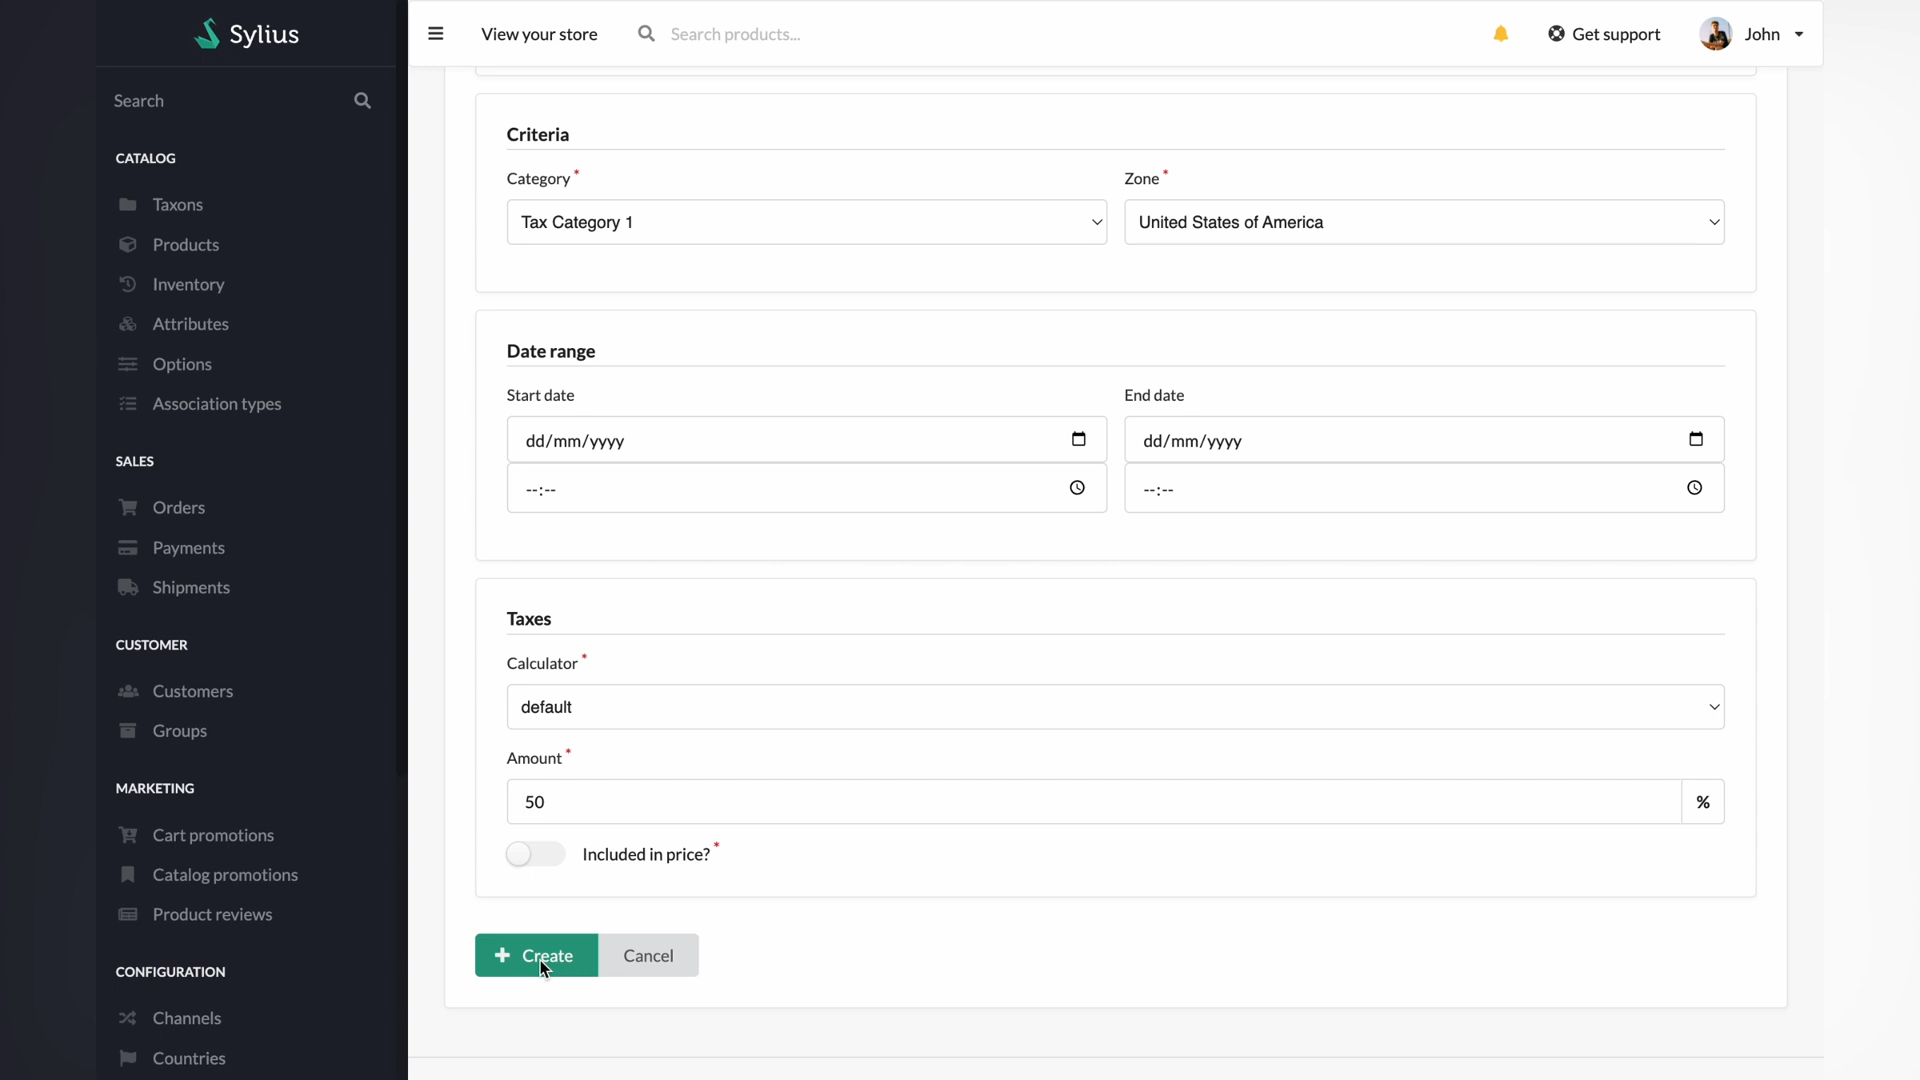 Sylius
View your store
Search products...
Get support
John
Search
CATALOG
Taxons
Products
Inventory
Attributes
Options
Association types
SALES
Orders
Payments
Shipments
CUSTOMER
Customers
Groups
MARKETING
Cart promotions
Catalog promotions
Product reviews
CONFIGURATION
Channels
Countries
Criteria
Category *
Zone *
Tax Category 1
United States of America
Date range
Start date
End date
dd/mm/yyyy
dd/mm/yyyy
--:--
--:--
Taxes
Calculator *
default
Amount *
50
%
Included in price? *
Create
Cancel